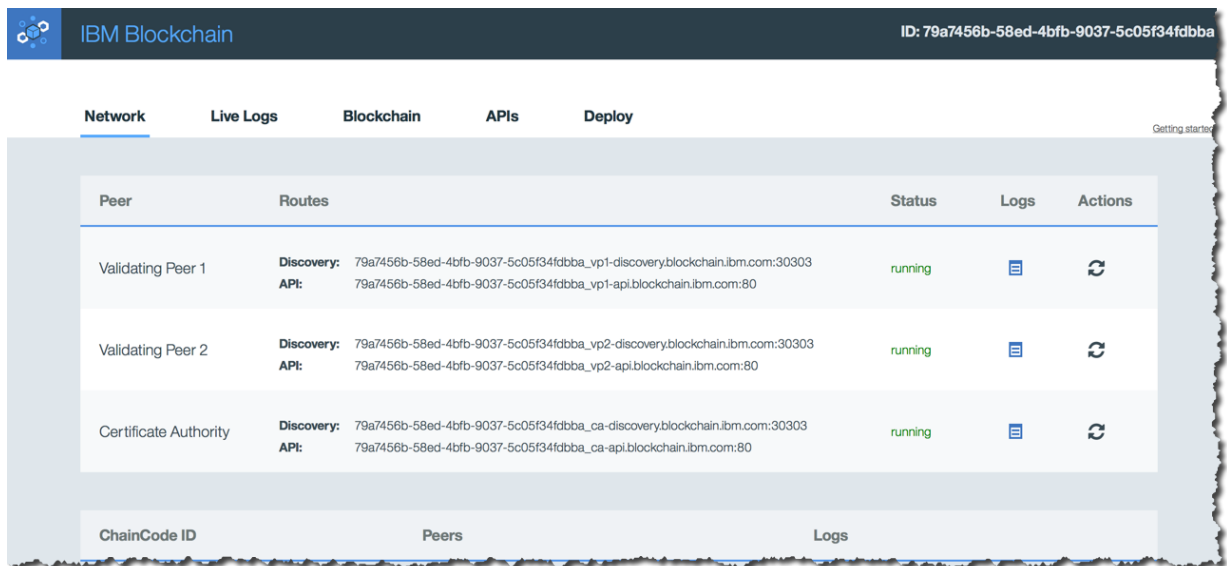 IBM Blockchain ID: 79a7456b-58ed-4bfb-9037-5c05f34fdbba
Network Live Logs Blockchain APIs Deploy
Getting started
Peer Routes Status Logs Actions
Validating Peer 1 Discovery: 79a7456b-58ed-4bfb-9037-5c05f34fdbba_vp1-discovery.blockchain.ibm.com:30303 running
API: 79a7456b-58ed-4bfb-9037-5c05f34fdbba_vp1-api.blockchain.ibm.com:80
Validating Peer 2 Discovery: 79a7456b-58ed-4bfb-9037-5c05f34fdbba_vp2-discovery.blockchain.ibm.com:30303 running
API: 79a7456b-58ed-4bfb-9037-5c05f34fdbba_vp2-api.blockchain.ibm.com:80
Certificate Authority Discovery: 79a7456b-58ed-4bfb-9037-5c05f34fdbba_ca-discovery.blockchain.ibm.com:30303 running
API: 79a7456b-58ed-4bfb-9037-5c05f34fdbba_ca-api.blockchain.ibm.com:80
ChainCode ID Peers Logs